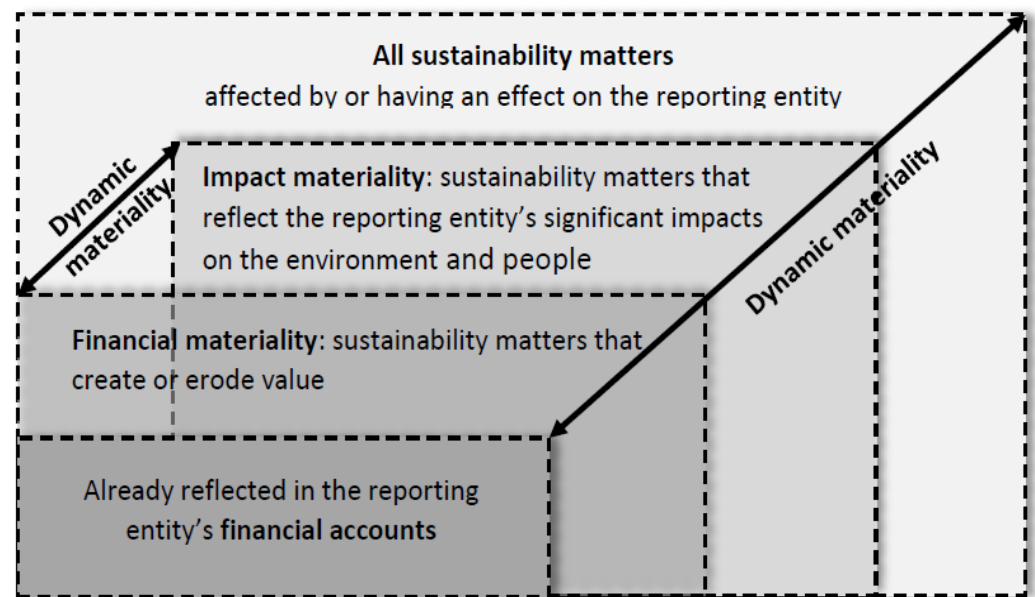 All sustainability matters
affected by or having an effect on the reporting entity
Dynamic
materiality
Impact materiality: sustainability matters that
reflect the reporting entity’s significant impacts
on the environment and people
Dynamic materiality
Financial materiality: sustainability matters that
create or erode value
Already reflected in the reporting
entity’s financial accounts